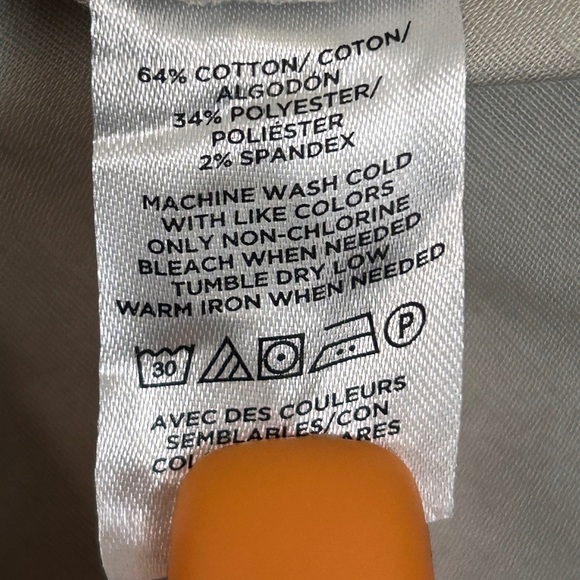 64% COTTON/ COTON/
ALGODÓN
34% POLYESTER/
POLIÉSTER
2% SPANDEX
MACHINE WASH COLD
WITH LIKE COLORS
ONLY NON-CHLORINE
BLEACH WHEN NEEDED
TUMBLE DRY LOW
WARM IRON WHEN NEEDED
30 P
AVEC DES COULEURS
SEMBLABLES/CON